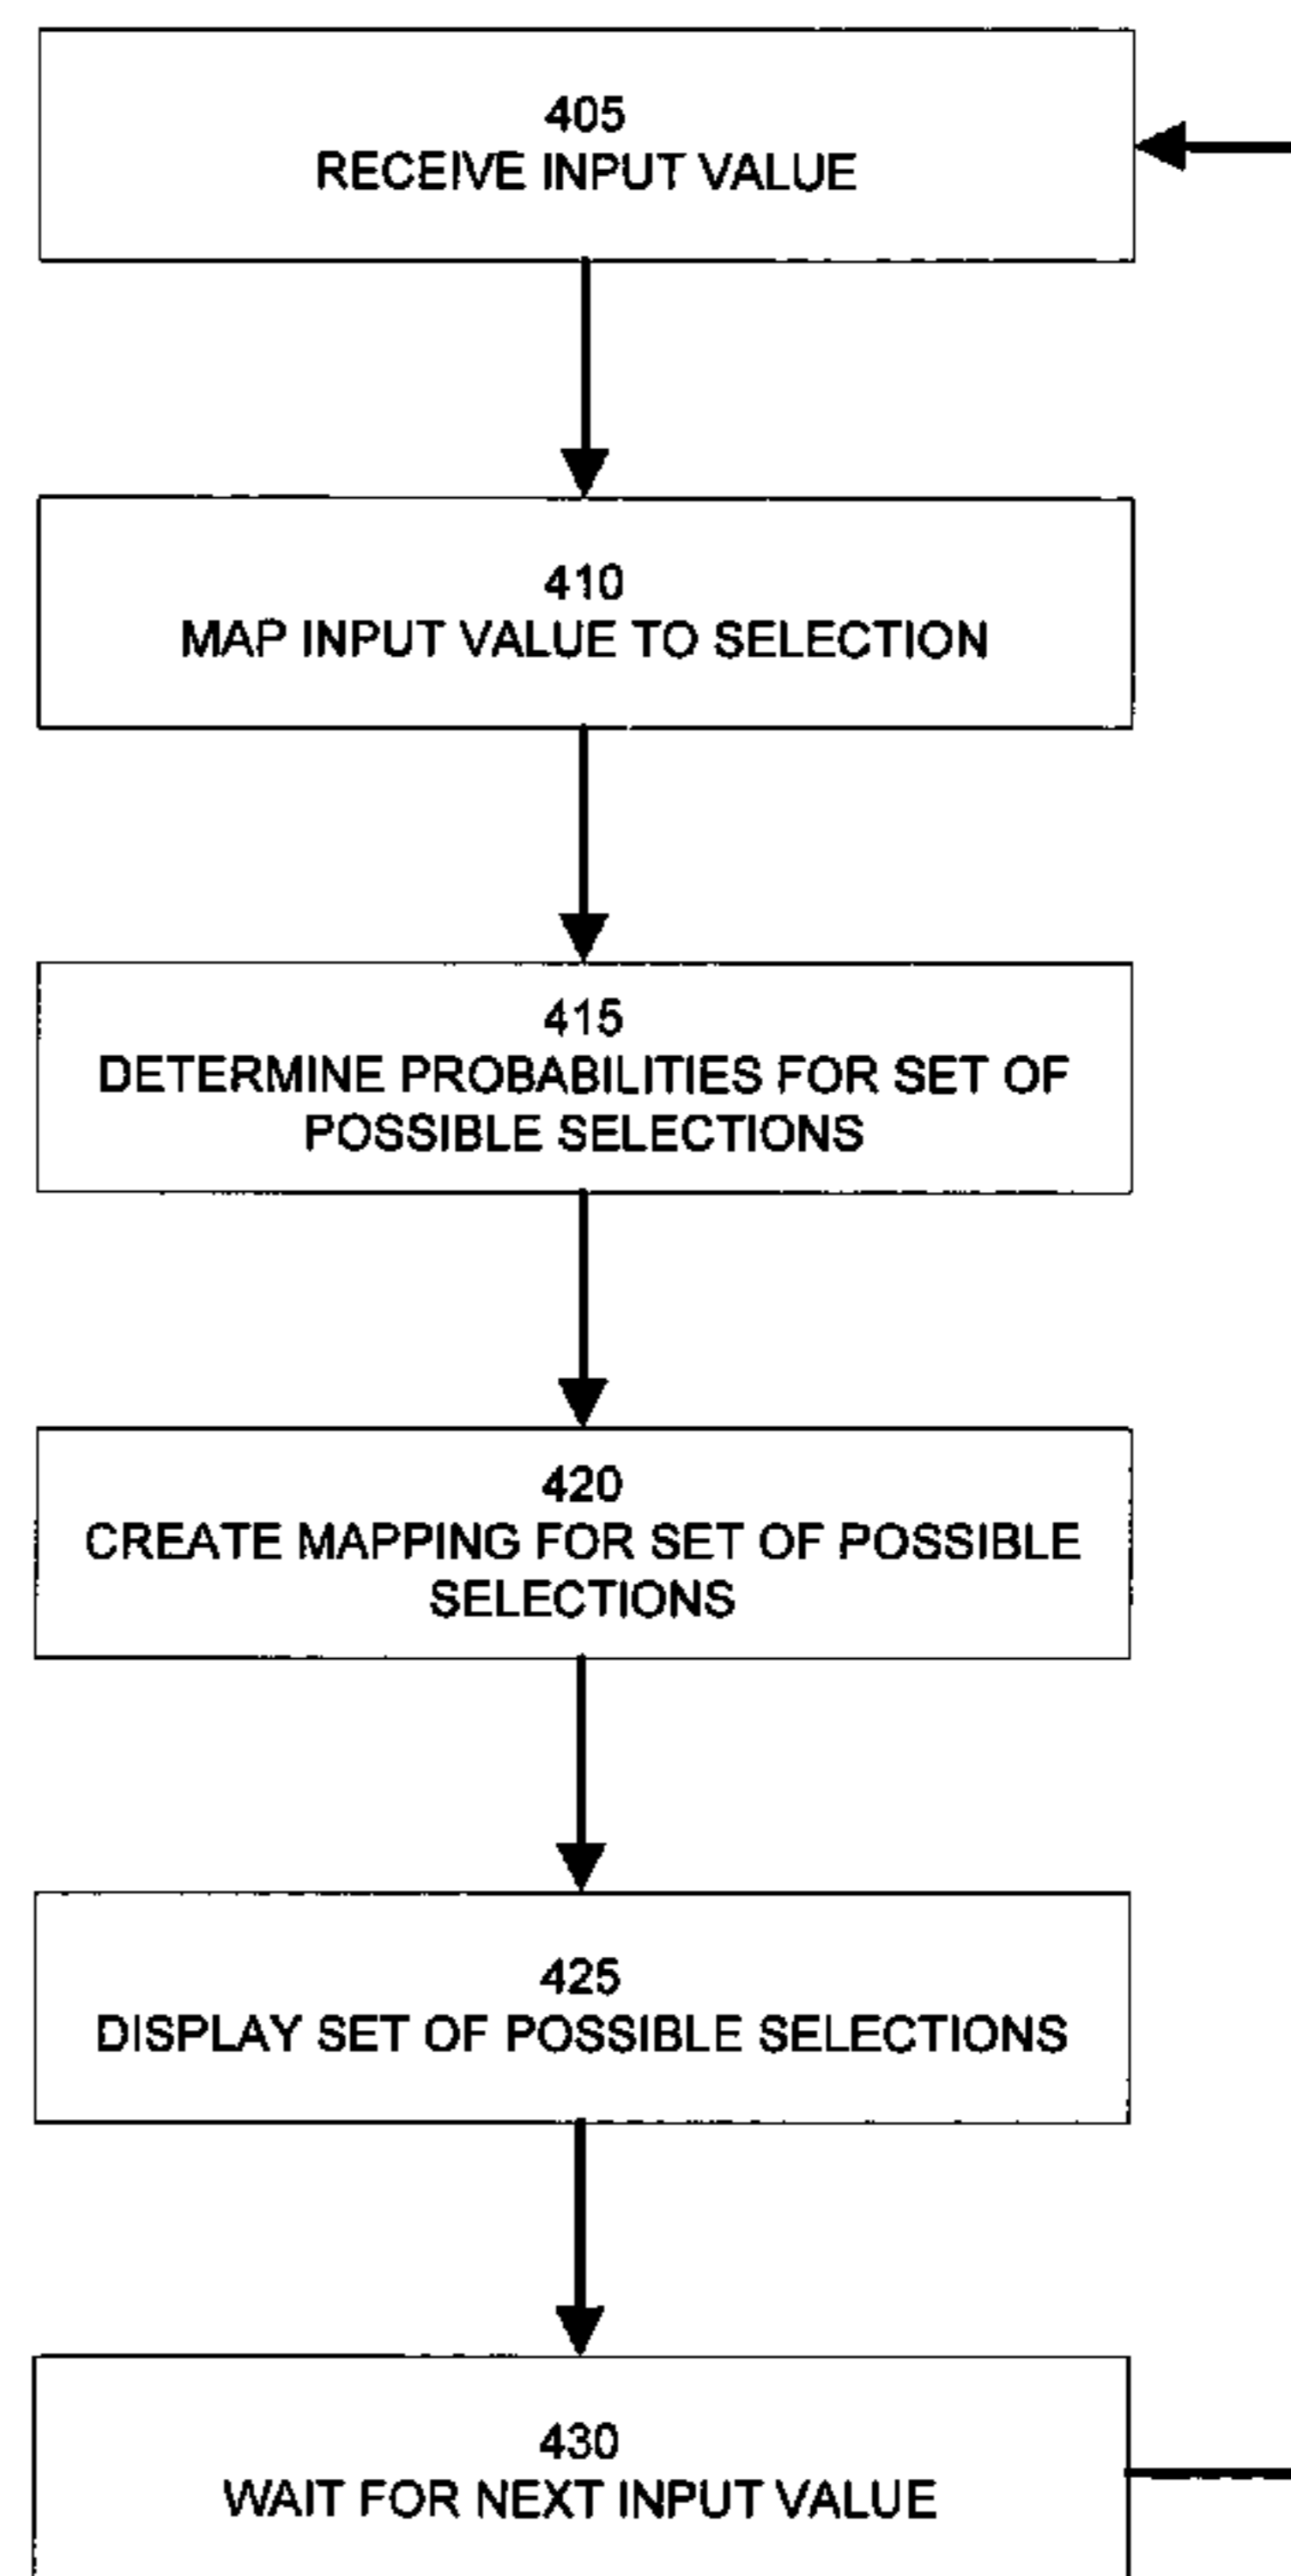 405
RECEIVE INPUT VALUE
410
MAP INPUT VALUE TO SELECTION
415
DETERMINE PROBABILITIES FOR SET OF
POSSIBLE SELECTIONS
420
CREATE MAPPING FOR SET OF POSSIBLE
SELECTIONS
425
DISPLAY SET OF POSSIBLE SELECTIONS
430
WAIT FOR NEXT INPUT VALUE